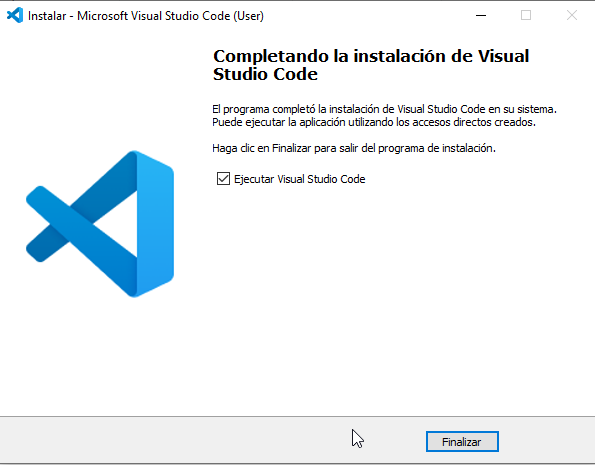 Instalar - Microsoft Visual Studio Code (User)
Completando la instalación de Visual
Studio Code
El programa completó la instalación de Visual Studio Code en su sistema.
Puede ejecutar la aplicación utilizando los accesos directos creados.
Haga clic en Finalizar para salir del programa de instalación.
Ejecutar Visual Studio Code
Finalizar